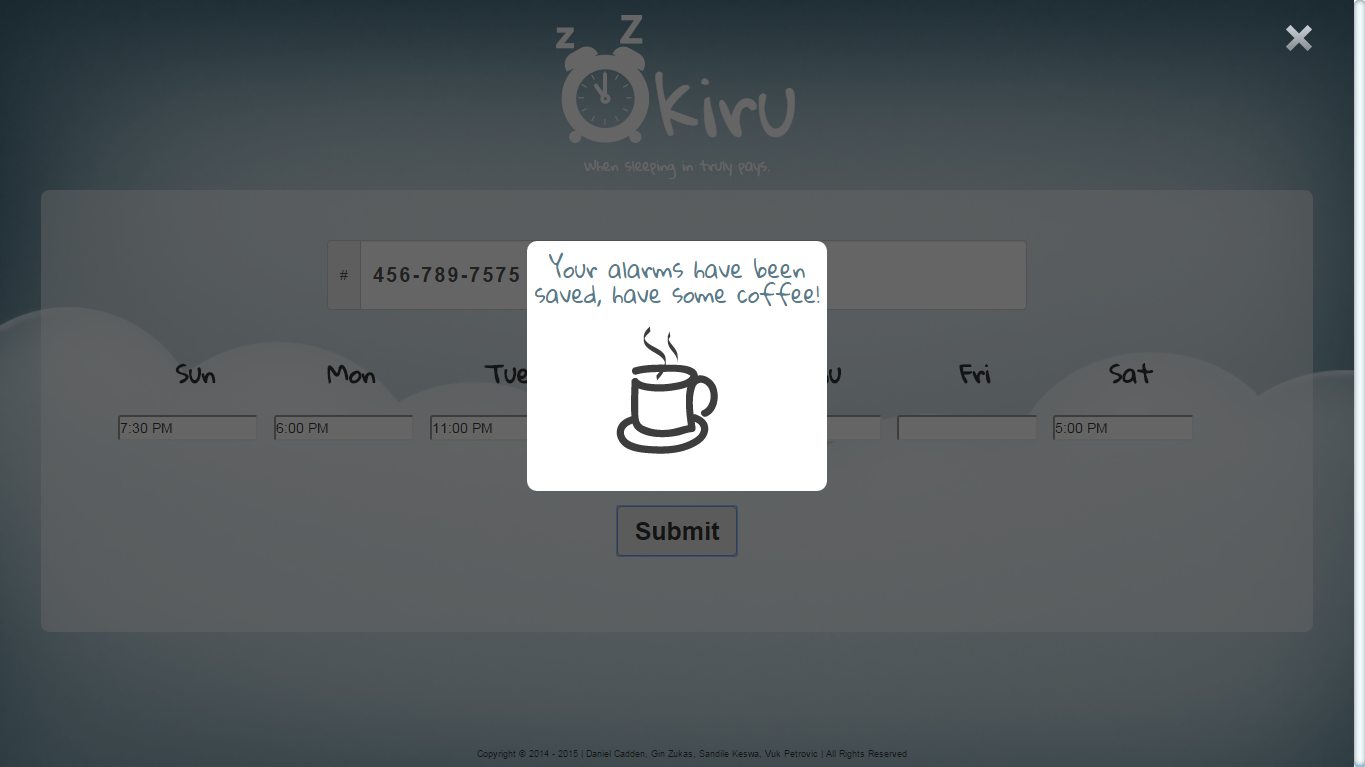 z Z
kiru
When sleeping in truly pays.
# 456-789-7575
Your alarms have been
saved, have some coffee!
Sun Mon Tue u Fri Sat
7:30 PM 6:00 PM 11:00 PM 5:00 PM
Submit
Copyright © 2014 - 2015 | Daniel Cadden, Gin Zukas, Sandile Keswa, Vuk Petrovic | All Rights Reserved